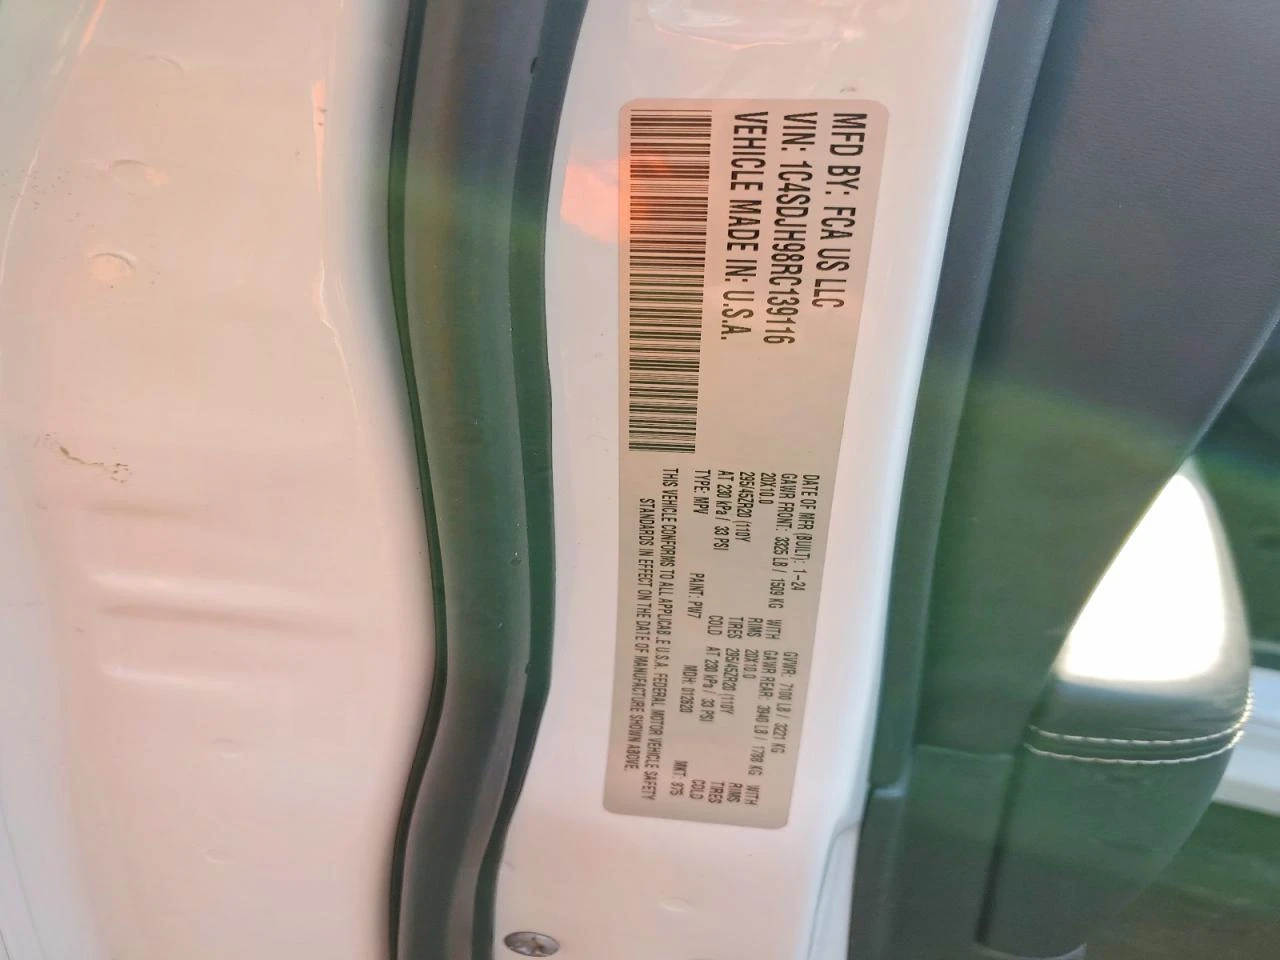 MFD BY: FCA US LLC
VIN: 1C4SDJH98RC139116
VEHICLE MADE IN: U.S.A.
DATE OF MFR (BUILT): 1-24 GVWR: 7100 LB / 3221 KG
GAWR FRONT: 3325 LB / 1509 KG WITH GAWR REAR: 3940 LB / 1788 KG WITH
20X10.0 RIMS 20X10.0 RIMS
295/45ZR20 (110Y TIRES 295/45ZR20 (110Y TIRES
AT 230 kPa / 33 PSI COLD AT 230 kPa / 33 PSI COLD
TYPE: MPV PAINT: PW7 MDH: 012620 MKT: 975
THIS VEHICLE CONFORMS TO ALL APPLICAB.E U.S.A. FEDERAL MOTOR VEHICLE SAFETY
STANDARDS IN EFFECT ON THE DATE OF MANUFACTURE SHOWN ABOVE.